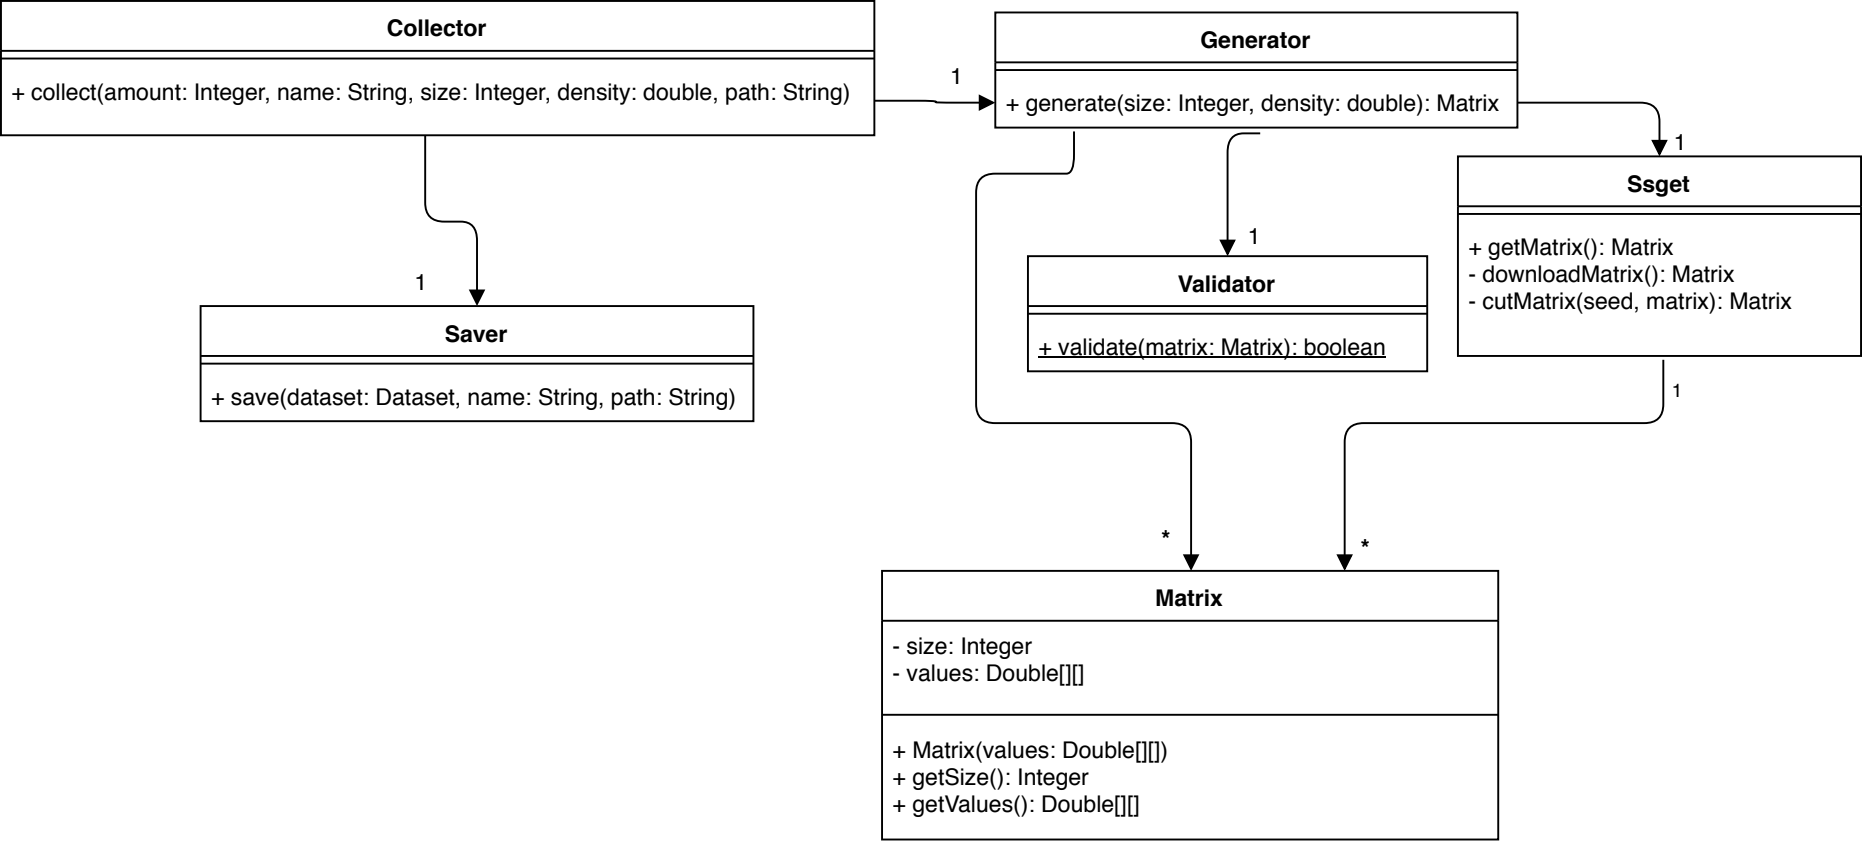 Collector
+ collect(amount: Integer, name: String, size: Integer, density: double, path: String)
1
Generator
+ generate(size: Integer, density: double): Matrix
1
Ssget
+ getMatrix(): Matrix
- downloadMatrix(): Matrix
- cutMatrix(seed, matrix): Matrix
1
Validator
+ validate(matrix: Matrix): boolean
1
Saver
+ save(dataset: Dataset, name: String, path: String)
1
*
*
Matrix
- size: Integer
- values: Double[][]
+ Matrix(values: Double[][])
+ getSize(): Integer
+ getValues(): Double[][]